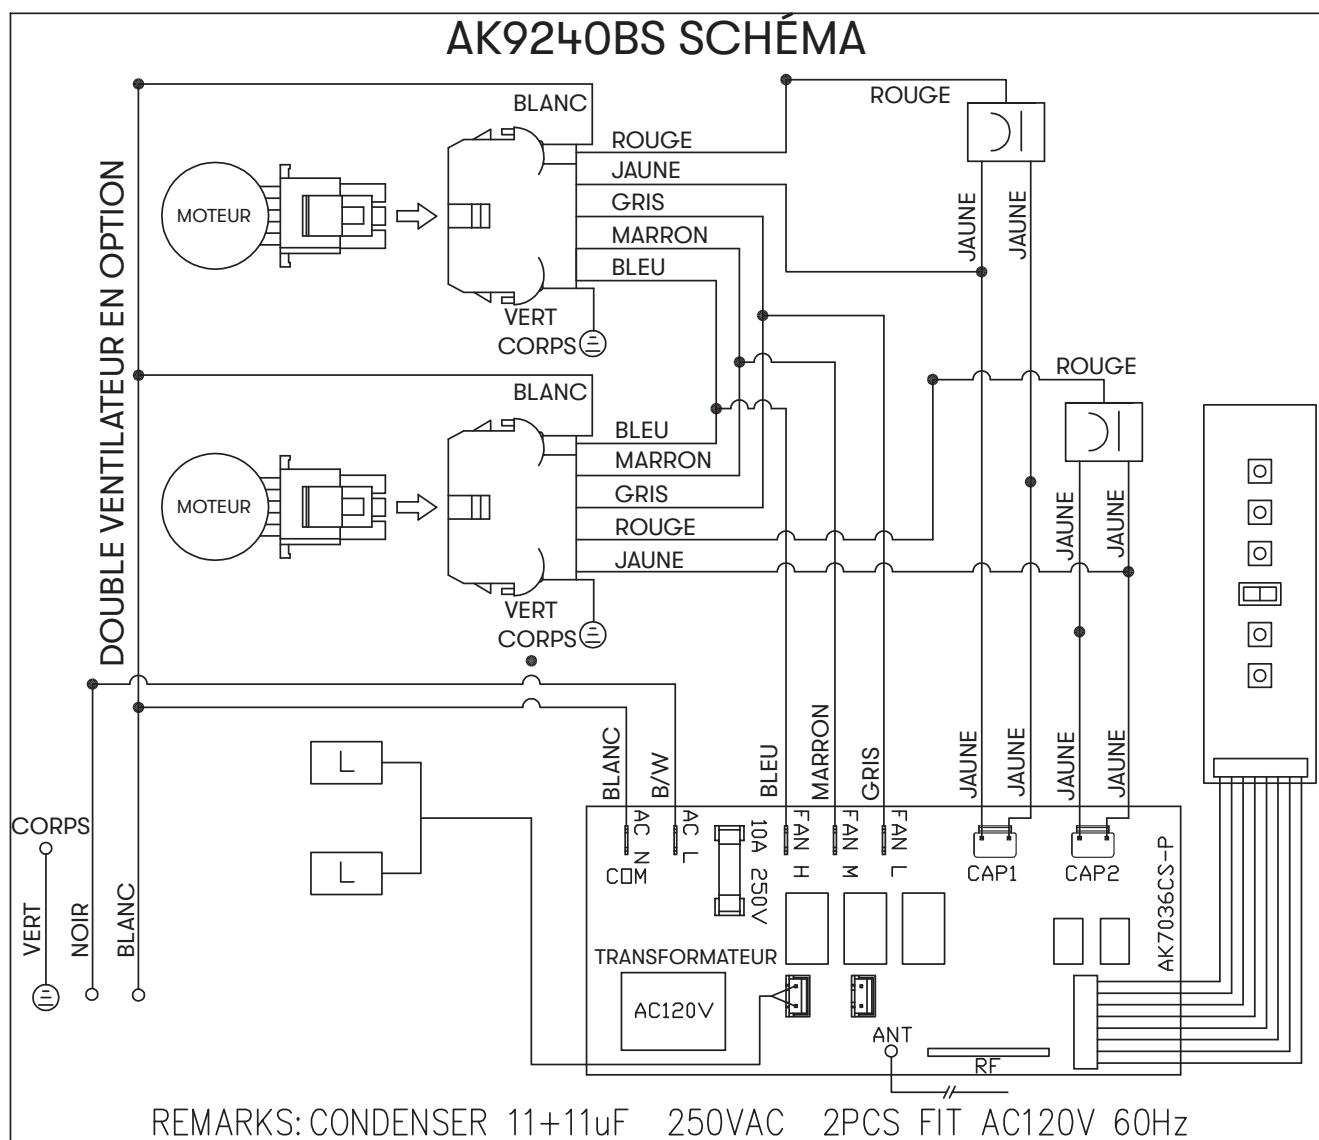 AK9240BS SCHÉMA
DOUBLE VENTILATEUR EN OPTION
BLANC
ROUGE
JAUNE
GRIS
MARRON
BLEU
VERT
CORPS
MOTEUR
ROUGE
JAUNE
JAUNE
BLANC
BLEU
MARRON
GRIS
ROUGE
JAUNE
VERT
CORPS
MOTEUR
ROUGE
JAUNE
JAUNE
L
L
BLANC
B/W
BLEU
MARRON
GRIS
JAUNE
JAUNE
JAUNE
JAUNE
CORPS
VERT
NOIR
BLANC
AC N
COM
AC L
10A 250V
FAN H
FAN M
FAN L
CAP1
CAP2
AK7036CS-P
TRANSFORMATEUR
AC120V
ANT
RF
REMARKS: CONDENSER 11+11uF 250VAC 2PCS FIT AC120V 60Hz